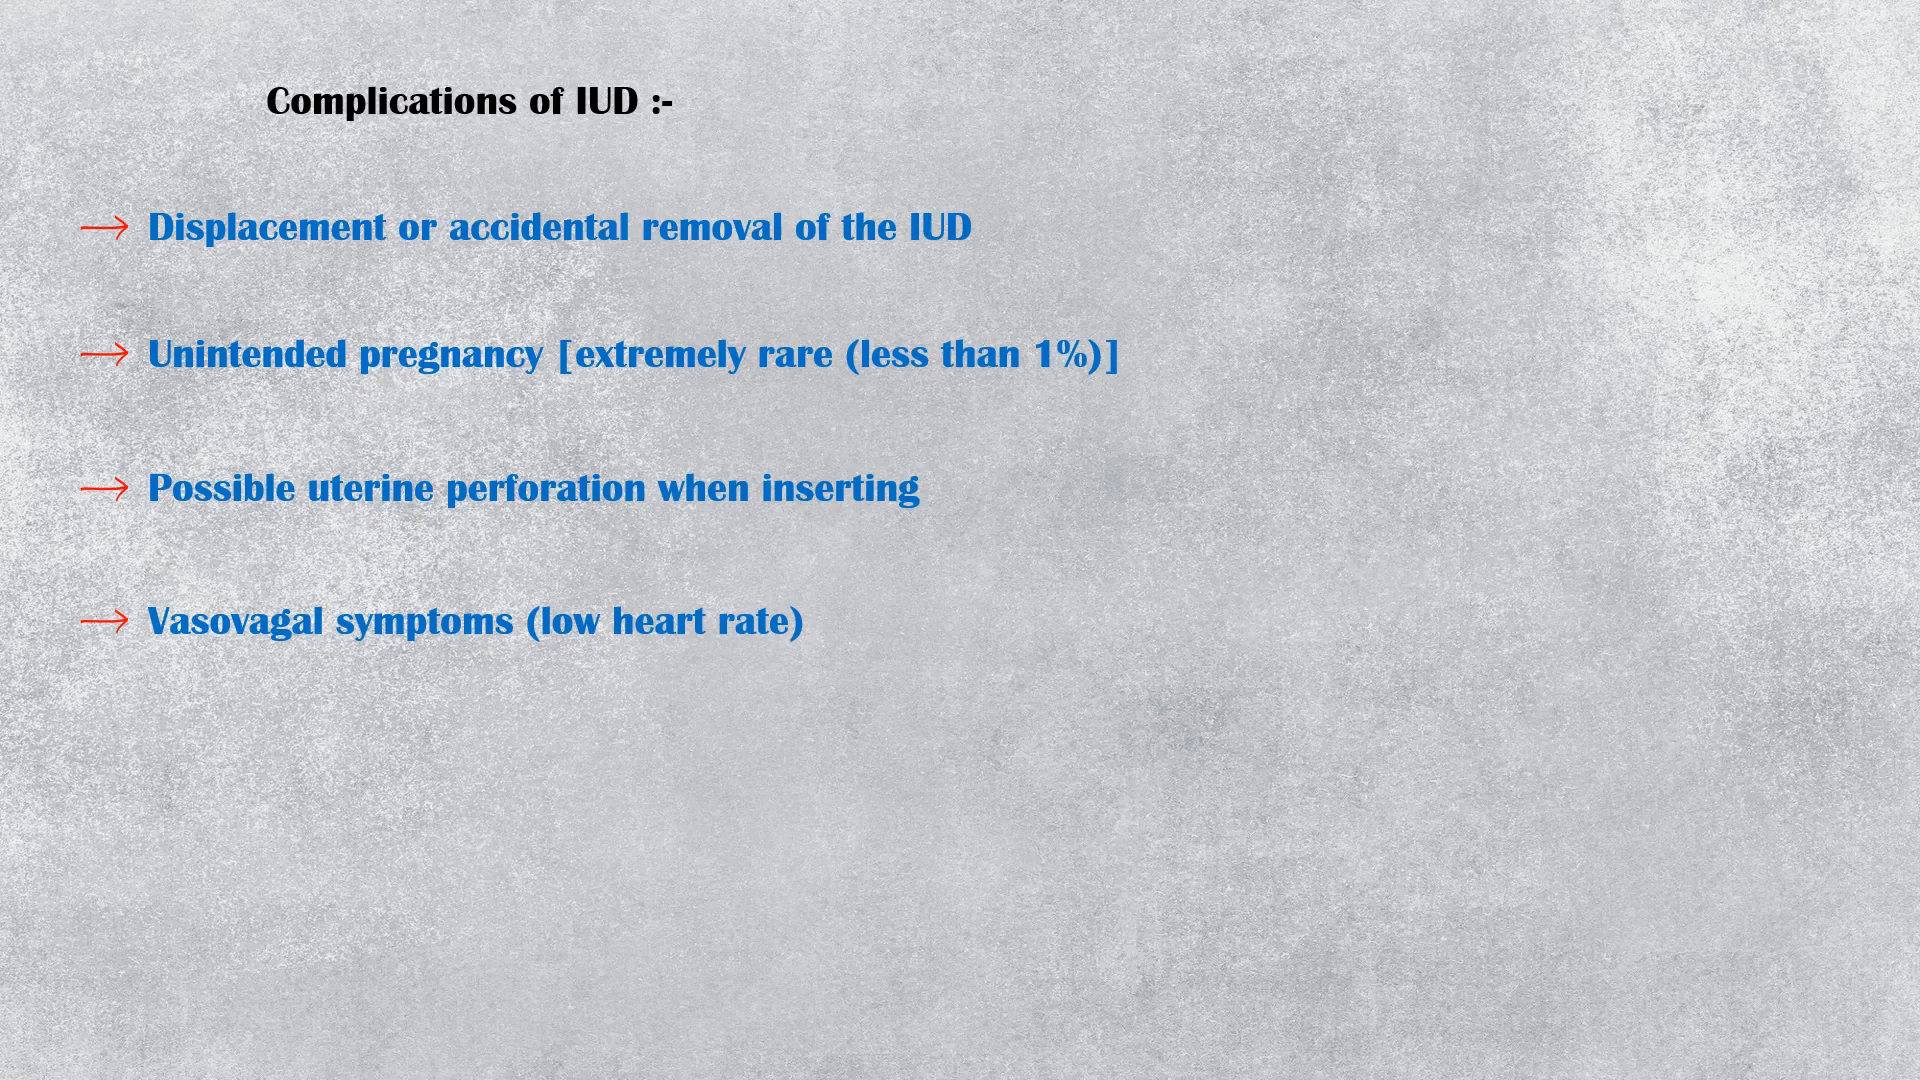 Complications of IUD :-
→ Displacement or accidental removal of the IUD
→ Unintended pregnancy [extremely rare (less than 1%)]
→ Possible uterine perforation when inserting
→ Vasovagal symptoms (low heart rate)